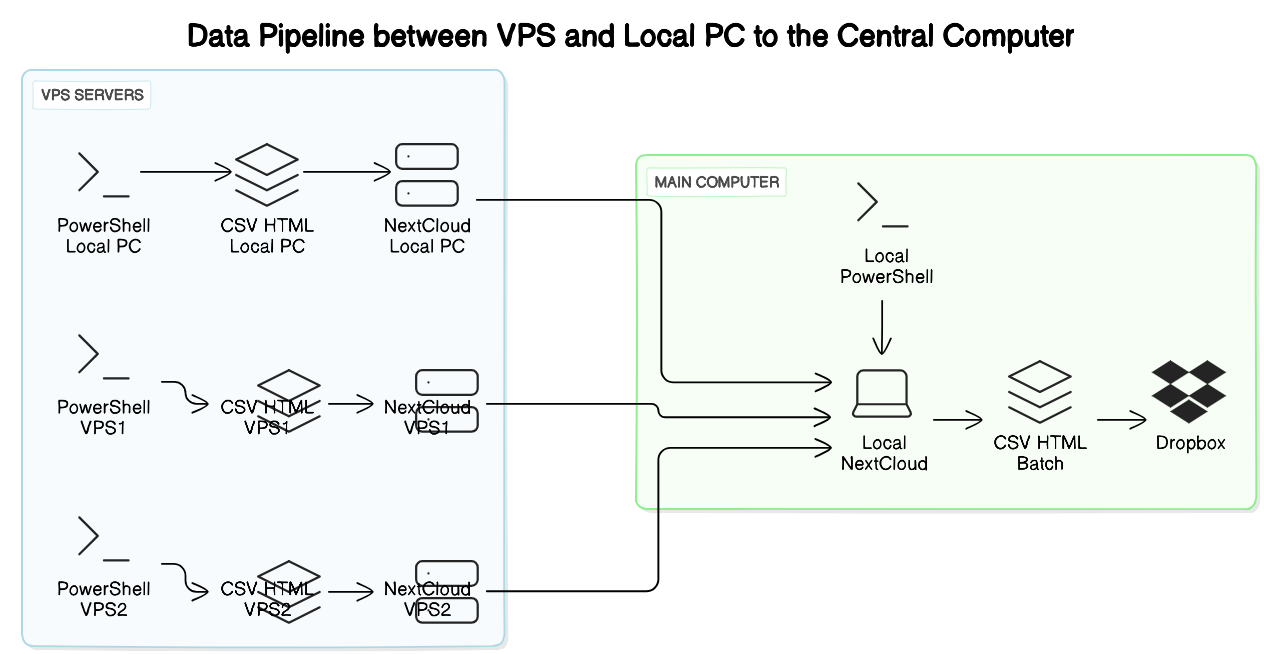 Data Pipeline between VPS and Local PC to the Central Computer
VPS SERVERS
PowerShell
Local PC
CSV HTML
Local PC
NextCloud
Local PC
PowerShell
VPS1
CSV HTML
VPS1
NextCloud
VPS1
PowerShell
VPS2
CSV HTML
VPS2
NextCloud
VPS2
MAIN COMPUTER
Local
PowerShell
Local
NextCloud
CSV HTML
Batch
Dropbox